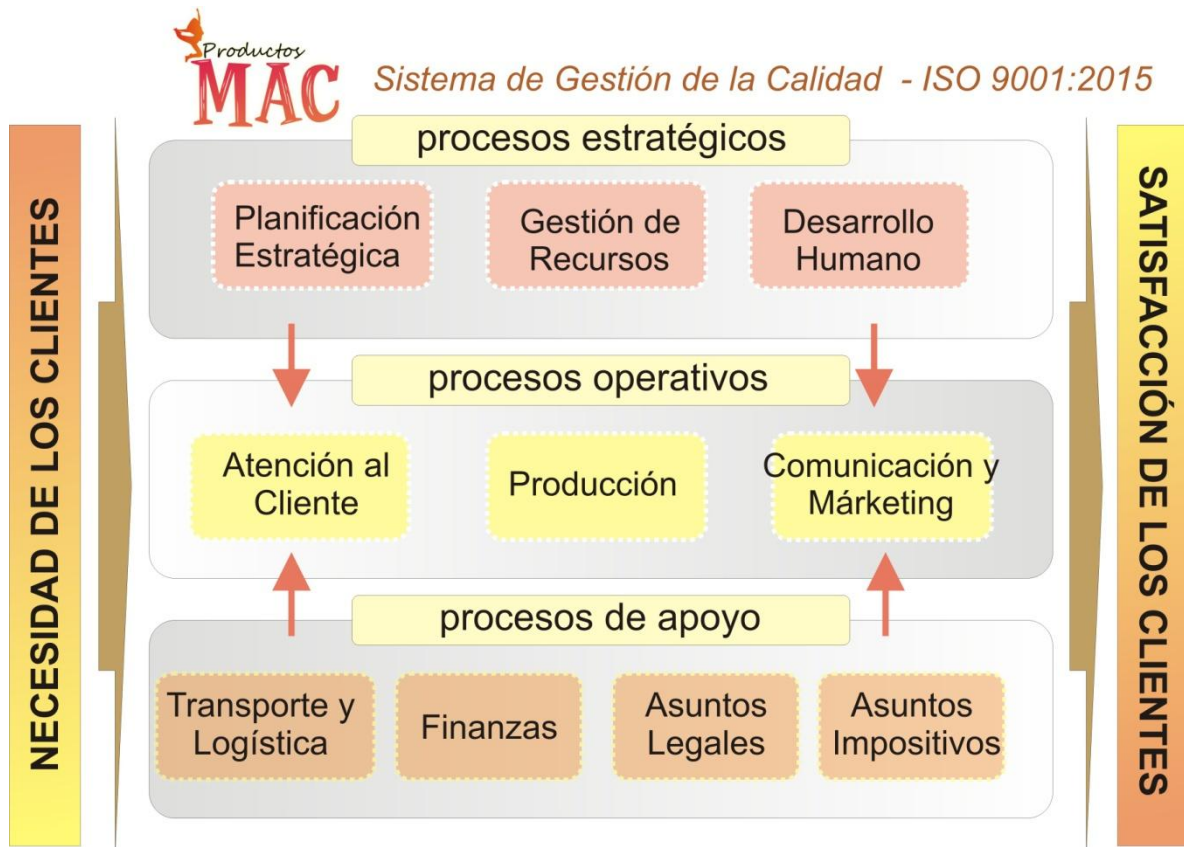 Productos
MAC
Sistema de Gestión de la Calidad - ISO 9001:2015
NECESIDAD DE LOS CLIENTES
procesos estratégicos
Planificación
Estratégica
Gestión de
Recursos
Desarrollo
Humano
procesos operativos
Atención al
Cliente
Producción
Comunicación y
Márketing
procesos de apoyo
Transporte y
Logística
Finanzas
Asuntos
Legales
Asuntos
Impositivos
SATISFACCIÓN DE LOS CLIENTES